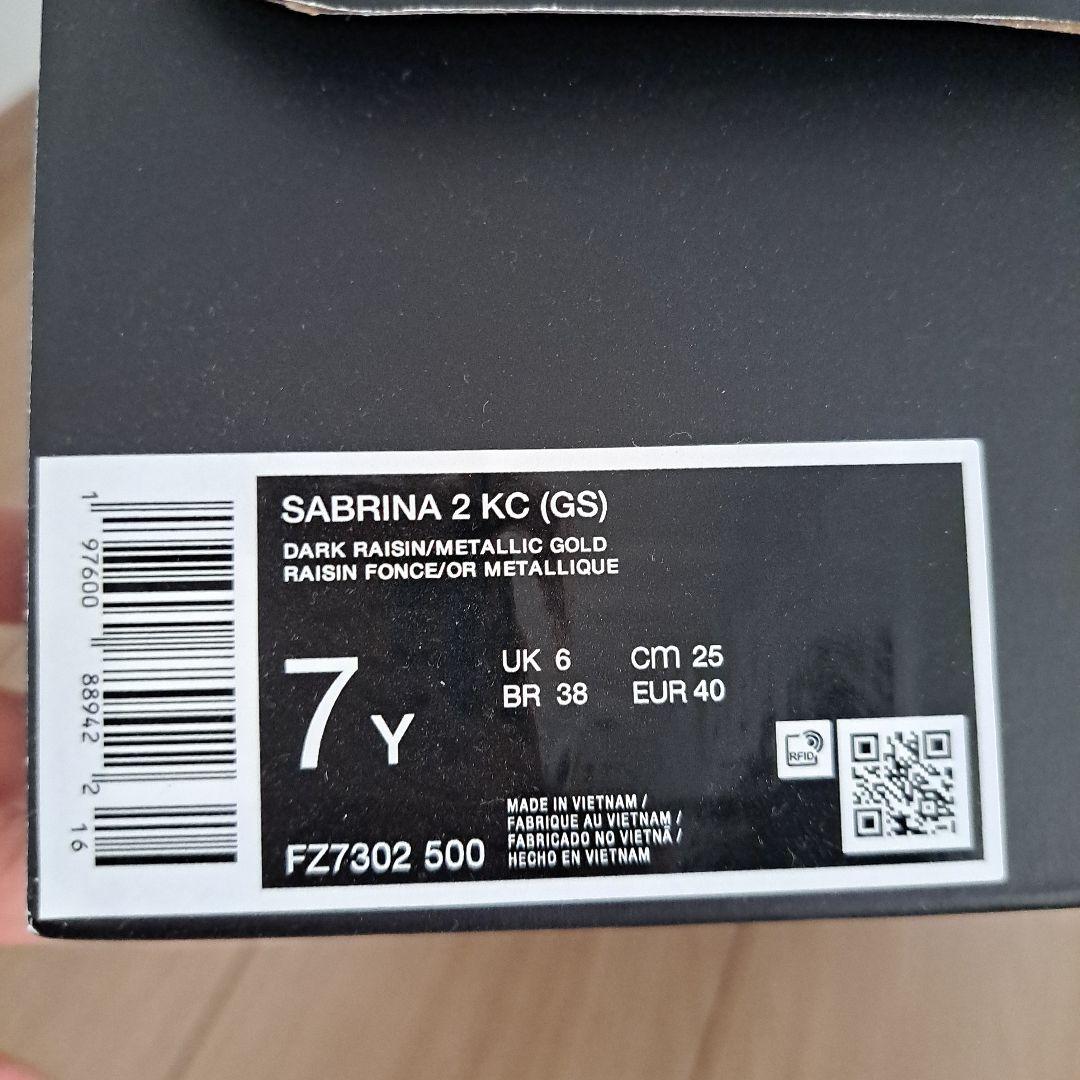 SABRINA 2 KC (GS)
DARK RAISIN/METALLIC GOLD
RAISIN FONCE/OR METALLIQUE
7 Y
UK 6 cm 25
BR 38 EUR 40
RFID
MADE IN VIETNAM /
FABRIQUE AU VIETNAM /
FABRICADO NO VIETNÃ /
HECHO EN VIETNAM
FZ7302 500
1 97600 88942 2 16